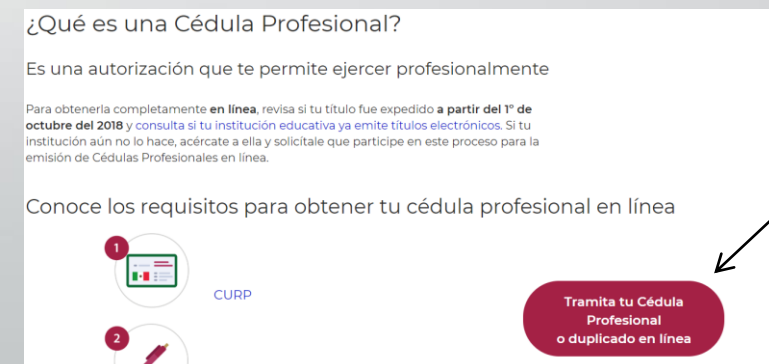 ¿Qué es una Cédula Profesional?
Es una autorización que te permite ejercer profesionalmente
Para obtenerla completamente en línea, revisa si tu título fue expedido a partir del 1º de
octubre del 2018 y consulta si tu institución educativa ya emite títulos electrónicos. Si tu
institución aún no lo hace, acércate a ella y solicítale que participe en este proceso para la
emisión de Cédulas Profesionales en línea.
Conoce los requisitos para obtener tu cédula profesional en línea
1
CURP
Tramita tu Cédula
Profesional
o duplicado en línea
2